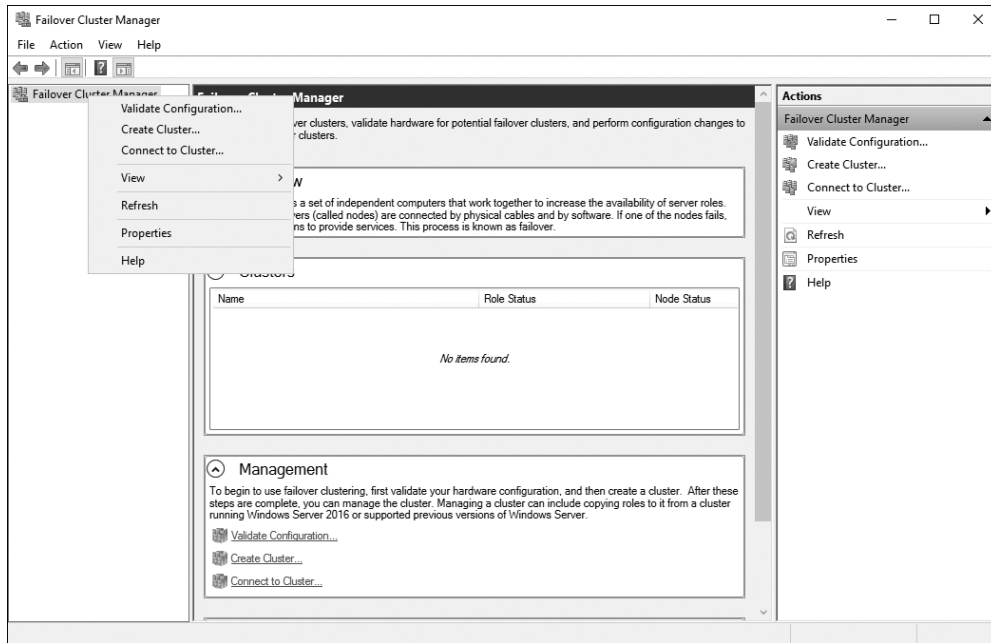 Failover Cluster Manager
File Action View Help
Failover Cluster Manager
Validate Configuration...
Create Cluster...
Connect to Cluster...
View
Refresh
Properties
Help
Manager
ver clusters, validate hardware for potential failover clusters, and perform configuration changes to
r clusters.
w
s a set of independent computers that work together to increase the availability of server roles.
ers (called nodes) are connected by physical cables and by software. If one of the nodes fails,
ns to provide services. This process is known as failover.
Clusters
Name Role Status Node Status
No items found.
Management
To begin to use failover clustering, first validate your hardware configuration, and then create a cluster. After these
steps are complete, you can manage the cluster. Managing a cluster can include copying roles to it from a cluster
running Windows Server 2016 or supported previous versions of Windows Server.
Validate Configuration...
Create Cluster...
Connect to Cluster...
Actions
Failover Cluster Manager
Validate Configuration...
Create Cluster...
Connect to Cluster...
View
Refresh
Properties
Help